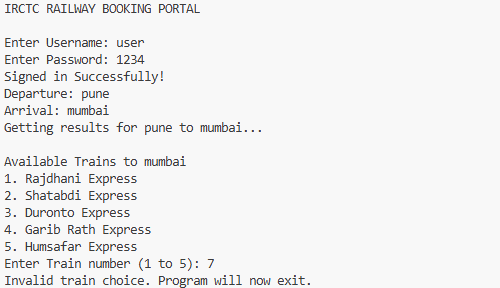 IRCTC RAILWAY BOOKING PORTAL
Enter Username: user
Enter Password: 1234
Signed in Successfully!
Departure: pune
Arrival: mumbai
Getting results for pune to mumbai...
Available Trains to mumbai
1. Rajdhani Express
2. Shatabdi Express
3. Duronto Express
4. Garib Rath Express
5. Humsafar Express
Enter Train number (1 to 5): 7
Invalid train choice. Program will now exit.